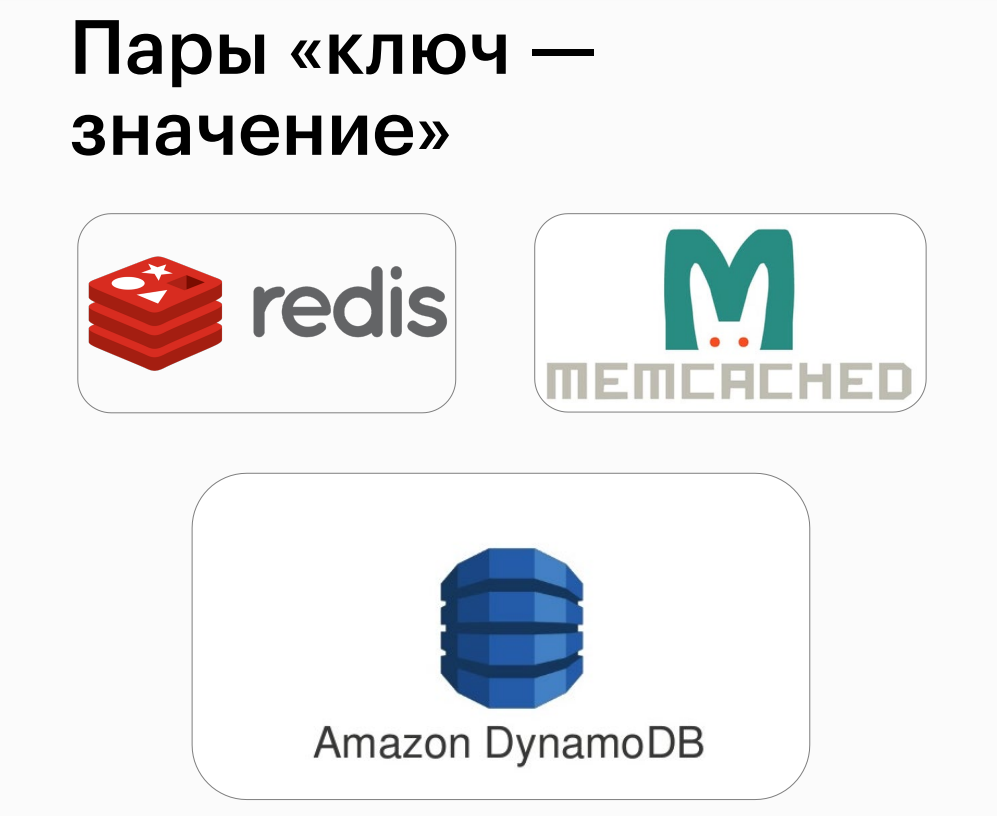 Пары «ключ —
значение»
redis
MEMCACHED
Amazon DynamoDB